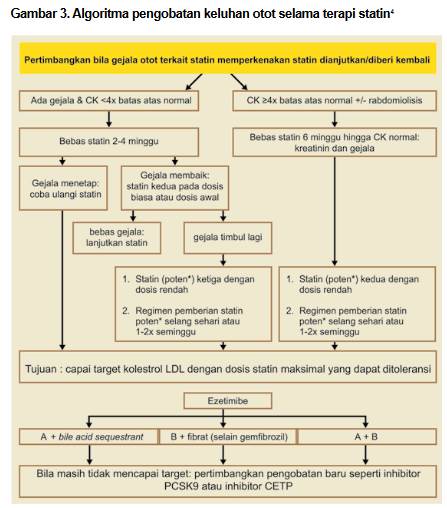 Gambar 3. Algoritma pengobatan keluhan otot selama terapi statin⁴
Pertimbangkan bila gejala otot terkait statin memperkenakan statin dianjutkan/diberi kembali
Ada gejala & CK <4x batas atas normal
CK ≥4x batas atas normal +/- rabdomiolisis
Bebas statin 2-4 minggu
Bebas statin 6 minggu hingga CK normal:
kreatinin dan gejala
Gejala menetap:
coba ulangi statin
Gejala membaik:
statin kedua pada dosis
biasa atau dosis awal
bebas gejala:
lanjutkan statin
gejala timbul lagi
1. Statin (poten*) ketiga dengan
dosis rendah
2. Regimen pemberian statin
poten* selang sehari atau
1-2x seminggu
1. Statin (poten*) kedua dengan
dosis rendah
2. Regimen pemberian statin
poten* selang sehari atau
1-2x seminggu
Tujuan : capai target kolestrol LDL dengan dosis statin maksimal yang dapat ditoleransi
Ezetimibe
A + bile acid sequestrant
B + fibrat (selain gemfibrozil)
A + B
Bila masih tidak mencapai target: pertimbangkan pengobatan baru seperti inhibitor
PCSK9 atau inhibitor CETP